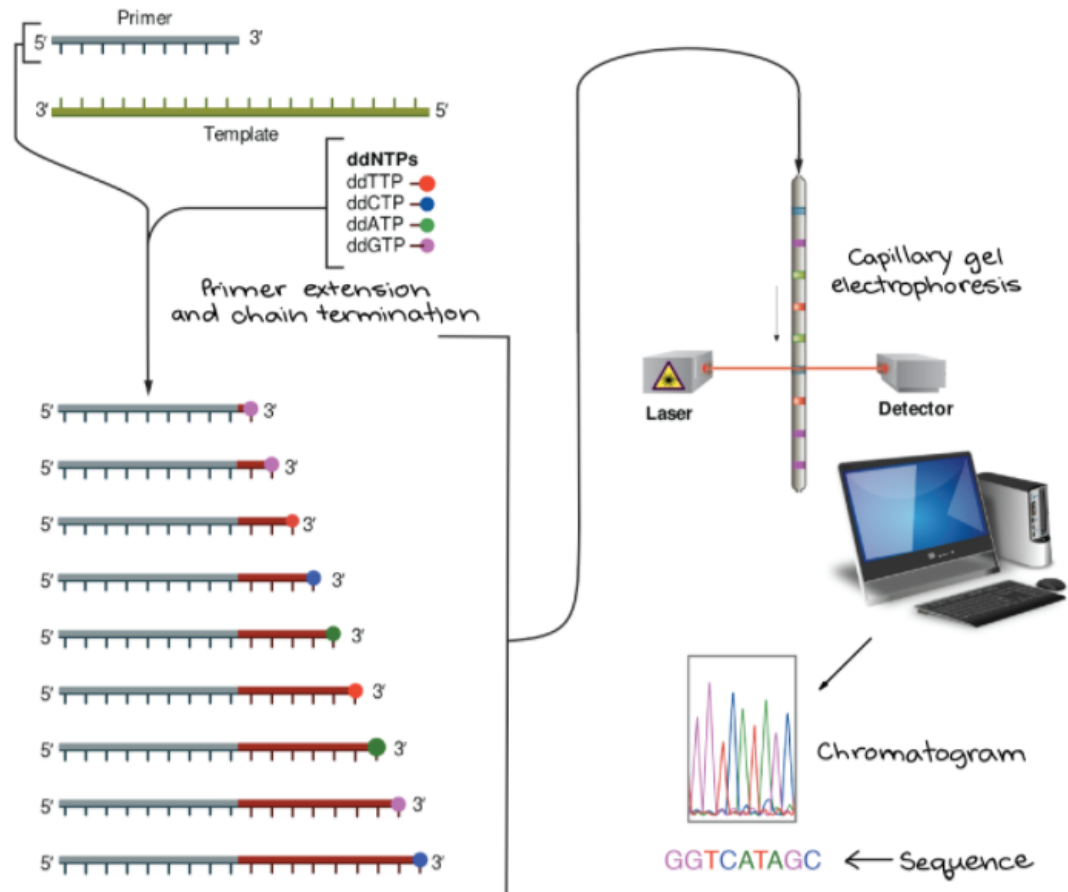 Primer
5′ 3′
3′ 5′
Template
ddNTPs
ddTTP
ddCTP
ddATP
ddGTP
Primer extension
and chain termination
5′ 3′
5′ 3′
5′ 3′
5′ 3′
5′ 3′
5′ 3′
5′ 3′
5′ 3′
5′ 3′
Capillary gel
electrophoresis
Laser
Detector
Chromatogram
GGTCATAGC ← Sequence